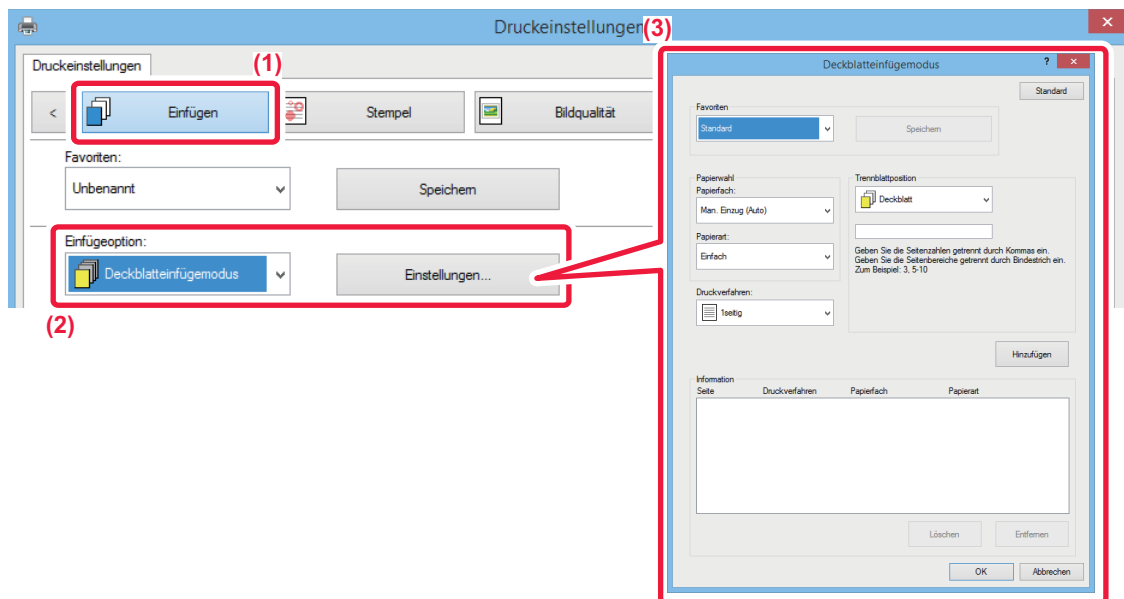 Druckeinstellungen
(3)
Druckeinstellungen
(1)
<
Einfügen
Stempel
Bildqualität
Favoriten:
Unbenannt
Speichern
Einfügeoption:
Deckblatteinfügemodus
Einstellungen...
(2)
Deckblatteinfügemodus
?
×
Standard
Favoriten
Standard
Speichern
Papierwahl
Papierfach:
Man. Einzug (Auto)
Papierart:
Einfach
Druckverfahren:
1seitig
Trennblattposition
Deckblatt
Geben Sie die Seitenzahlen getrennt durch Kommas ein.
Geben Sie die Seitenbereiche getrennt durch Bindestrich ein.
Zum Beispiel: 3, 5-10
Hinzufügen
Information
Seite Druckverfahren Papierfach Papierart
Löschen
Entfernen
OK
Abbrechen